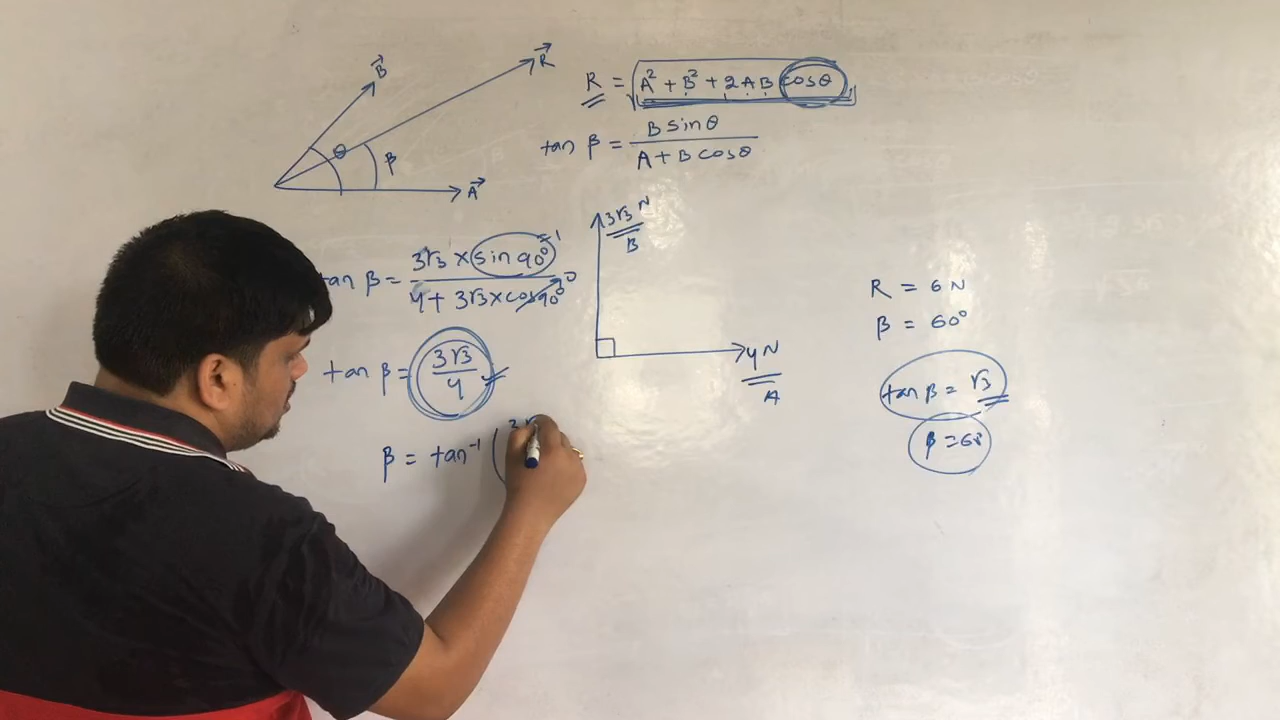 B⃗
R⃗
θ
β
A⃗
R = √A² + B² + 2AB cosθ
tan β = B sinθ / A + B cosθ
tan β = 3√3 × sin 90° =1 / 4 + 3√3 × cos 90° 0
tan β = 3√3 / 4
β = tan⁻¹ ( 3√
3√3 N
B
4 N
A
R = 6 N
β = 60°
tan β = √3
β = 60°